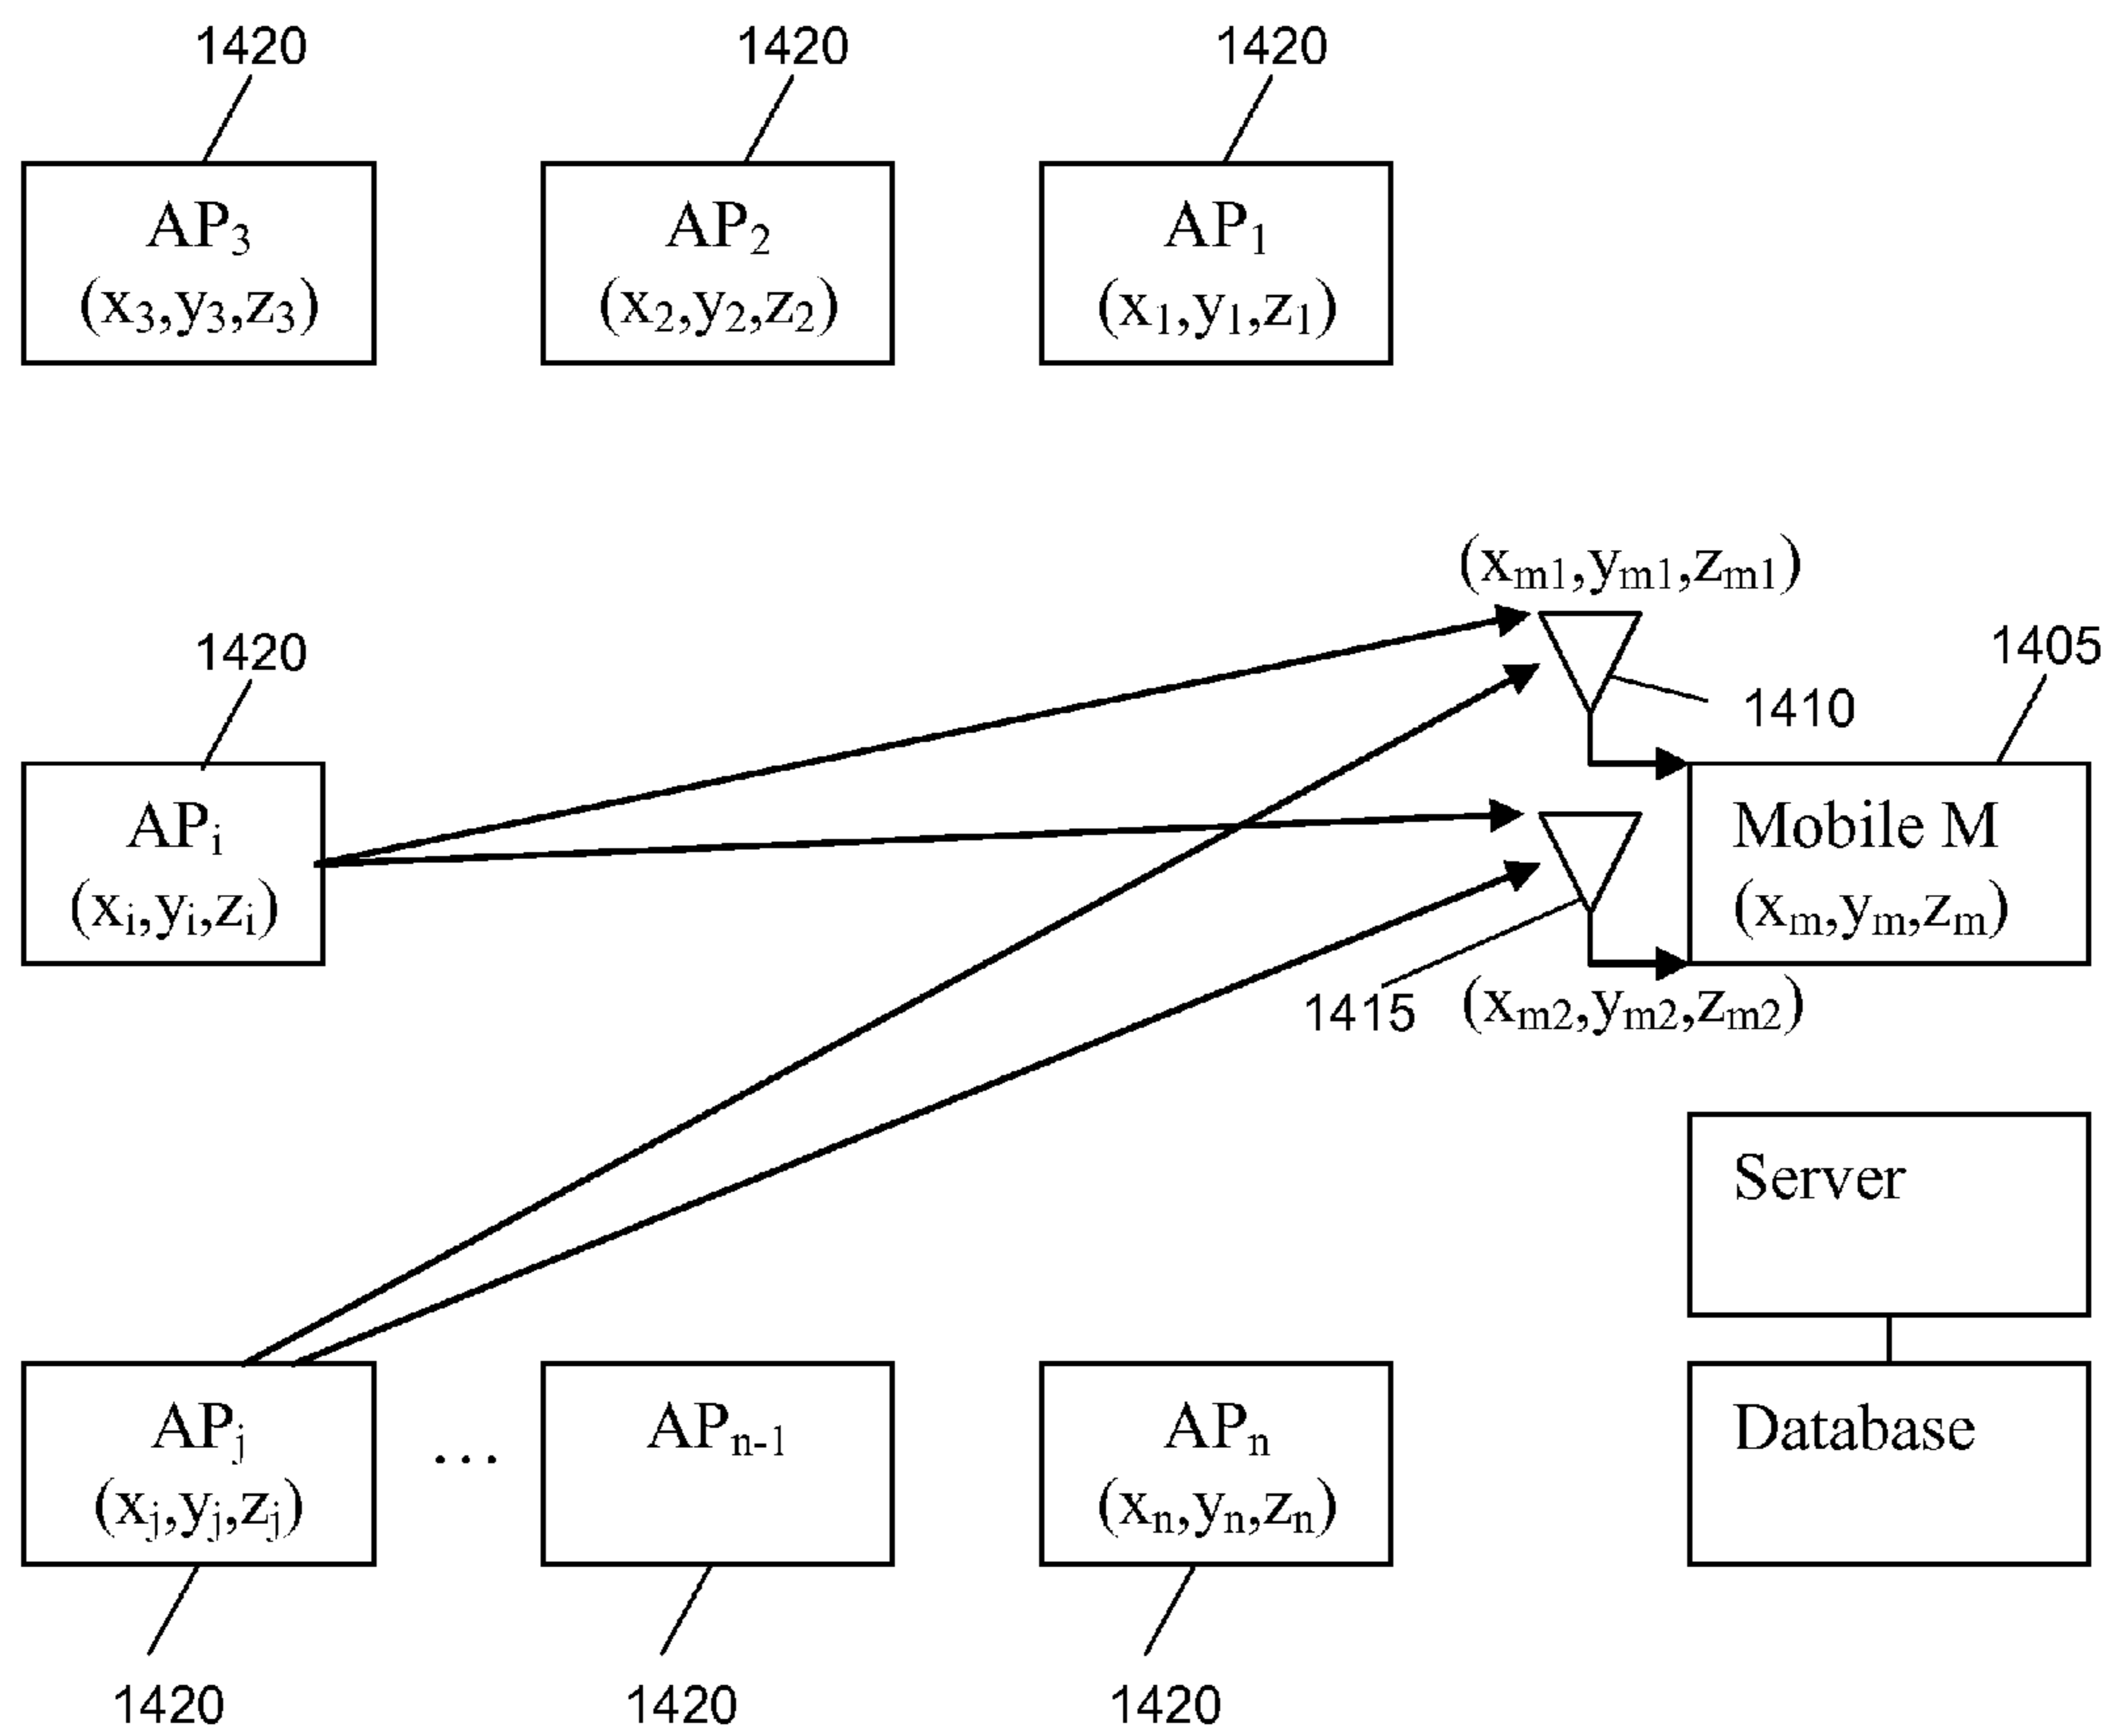 1420
1420
1420
AP₃
(x₃,y₃,z₃)
AP₂
(x₂,y₂,z₂)
AP₁
(x₁,y₁,z₁)
(xₘ₁,yₘ₁,zₘ₁)
1420
1405
1410
APᵢ
(xᵢ,yᵢ,zᵢ)
Mobile M
(xₘ,yₘ,zₘ)
1415
(xₘ₂,yₘ₂,zₘ₂)
Server
APⱼ
(xⱼ,yⱼ,zⱼ)
...
APₙ₋₁
APₙ
(xₙ,yₙ,zₙ)
Database
1420
1420
1420